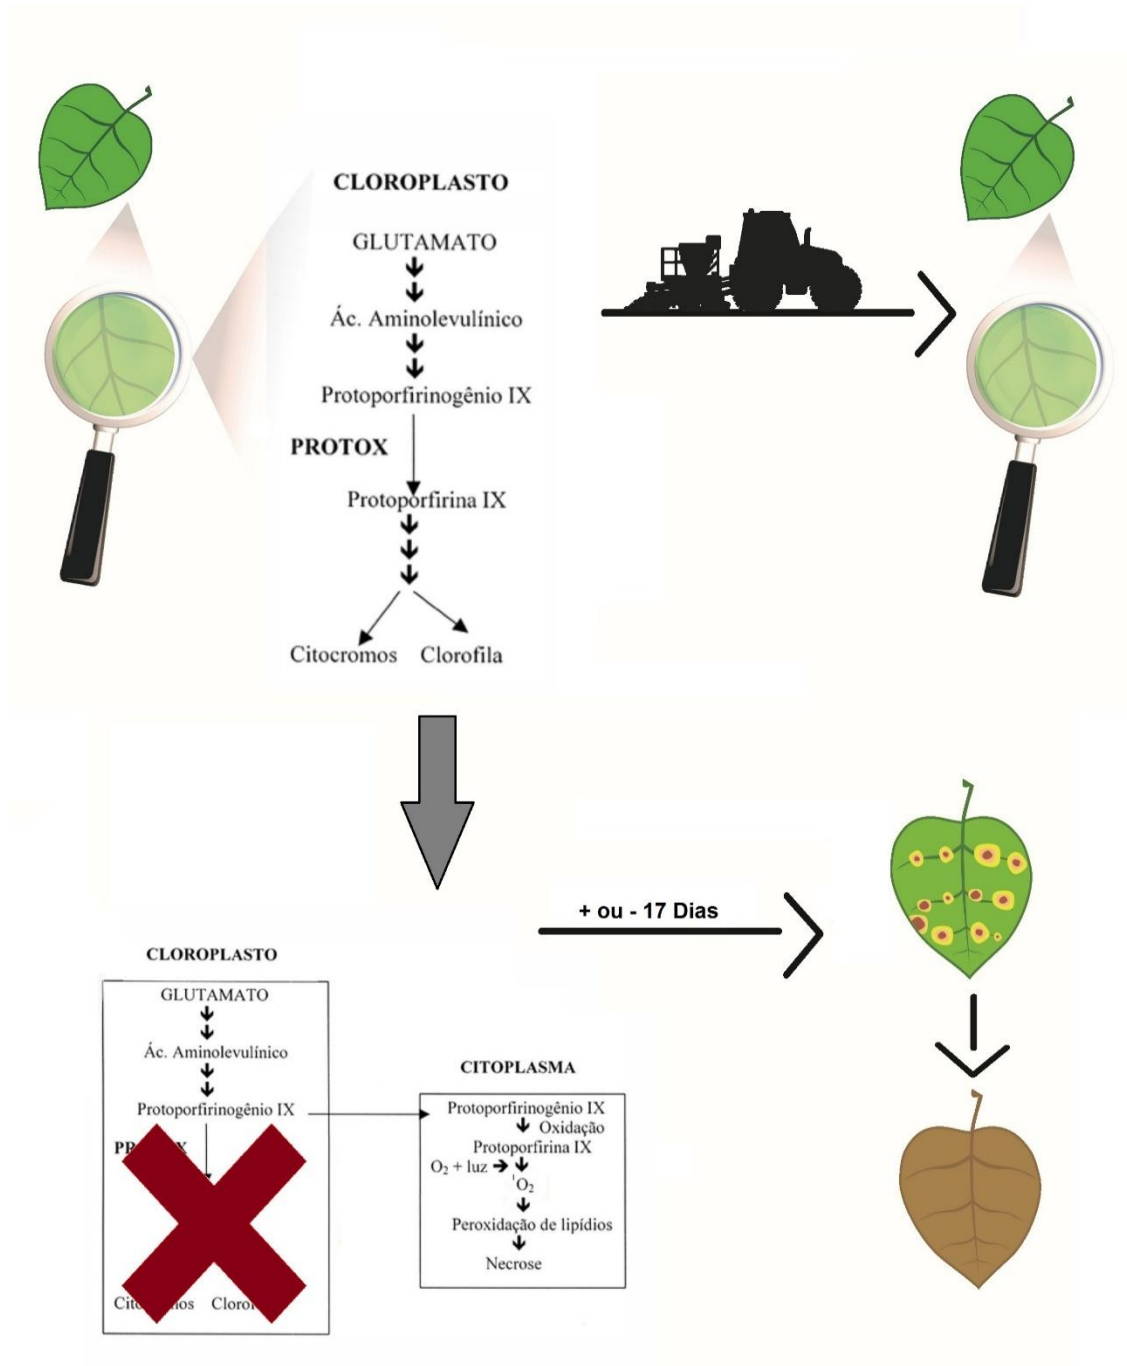 CLOROPLASTO
GLUTAMATO
Ác. Aminolevulínico
Protoporfirinogênio IX
PROTOX
Protoporfirina IX
Citocromos Clorofila
+ ou - 17 Dias
CLOROPLASTO
GLUTAMATO
Ác. Aminolevulínico
Protoporfirinogênio IX
CITOPLASMA
Protoporfirinogênio IX
Oxidação
Protoporfirina IX
O₂ + luz
¹O₂
Peroxidação de lipídios
Necrose